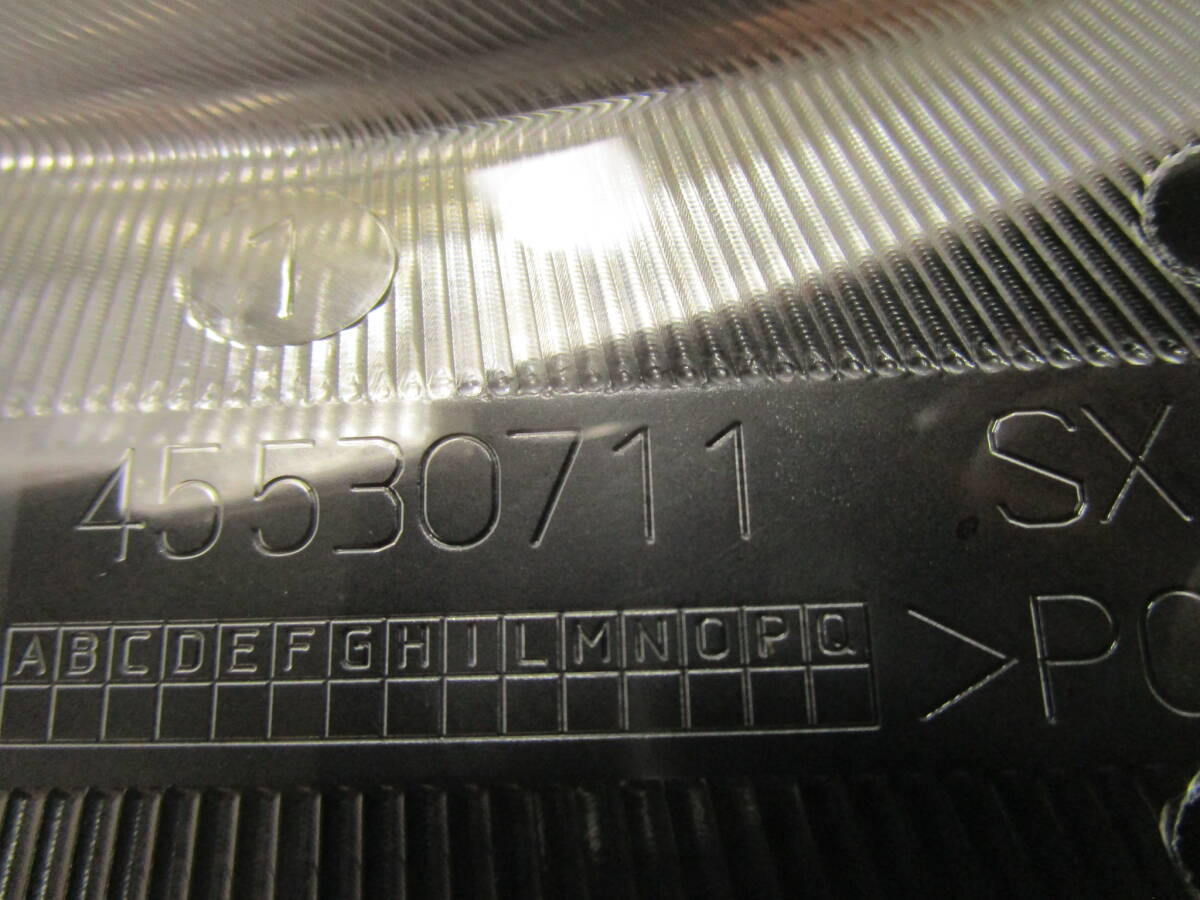 1
45530711 SX
ABCDEFGHILMNOPQ >PC